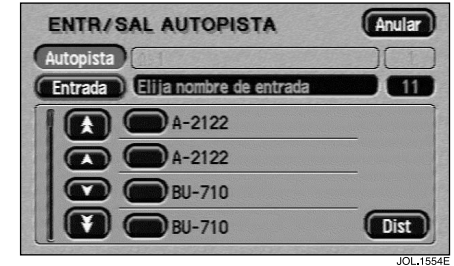 ENTR/SAL AUTOPISTA Anular
Autopista A-1 1
Entrada Elija nombre de entrada 11
A-2122
A-2122
BU-710
BU-710 Dist
JOL.1554E